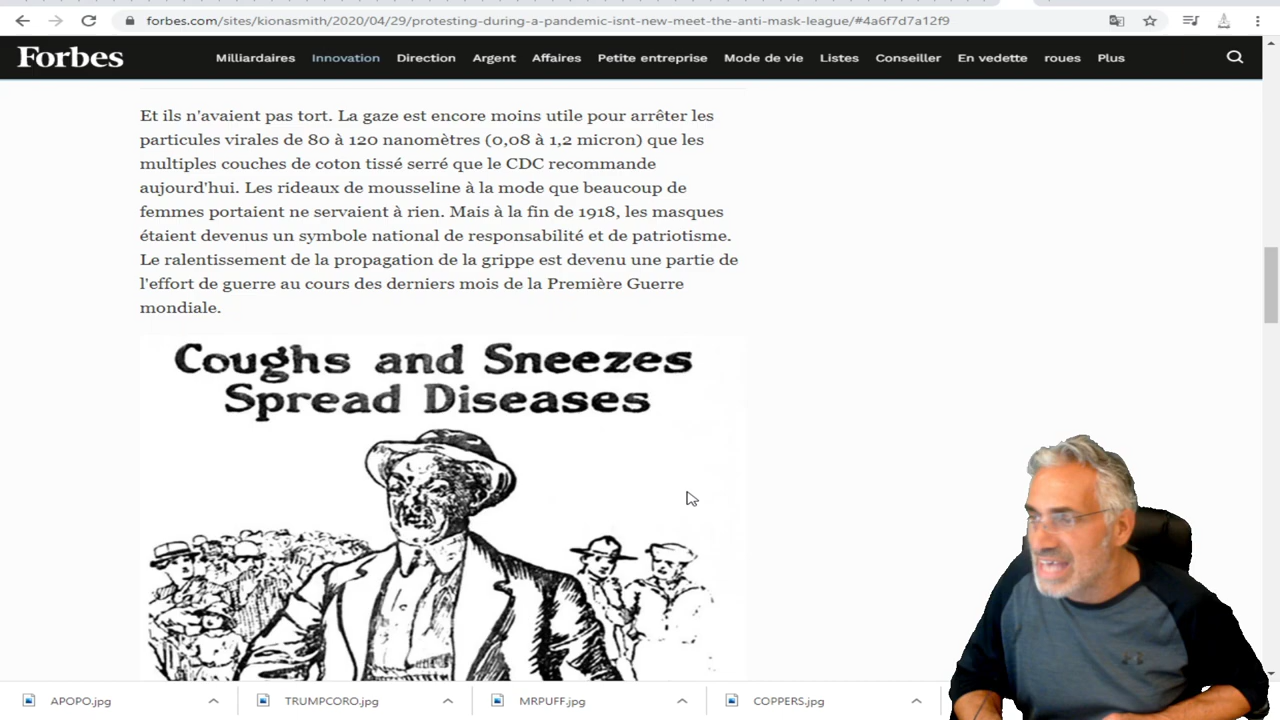 forbes.com/sites/kionasmith/2020/04/29/protesting-during-a-pandemic-isnt-new-meet-the-anti-mask-league/#4a6f7d7a12f9
Forbes Milliardaires Innovation Direction Argent Affaires Petite entreprise Mode de vie Listes Conseiller En vedette roues Plus
Et ils n'avaient pas tort. La gaze est encore moins utile pour arrêter les
particules virales de 80 à 120 nanomètres (0,08 à 1,2 micron) que les
multiples couches de coton tissé serré que le CDC recommande
aujourd'hui. Les rideaux de mousseline à la mode que beaucoup de
femmes portaient ne servaient à rien. Mais à la fin de 1918, les masques
étaient devenus un symbole national de responsabilité et de patriotisme.
Le ralentissement de la propagation de la grippe est devenu une partie de
l'effort de guerre au cours des derniers mois de la Première Guerre
mondiale.
Coughs and Sneezes
Spread Diseases
APOPO.jpg TRUMPCORO.jpg MRPUFF.jpg COPPERS.jpg